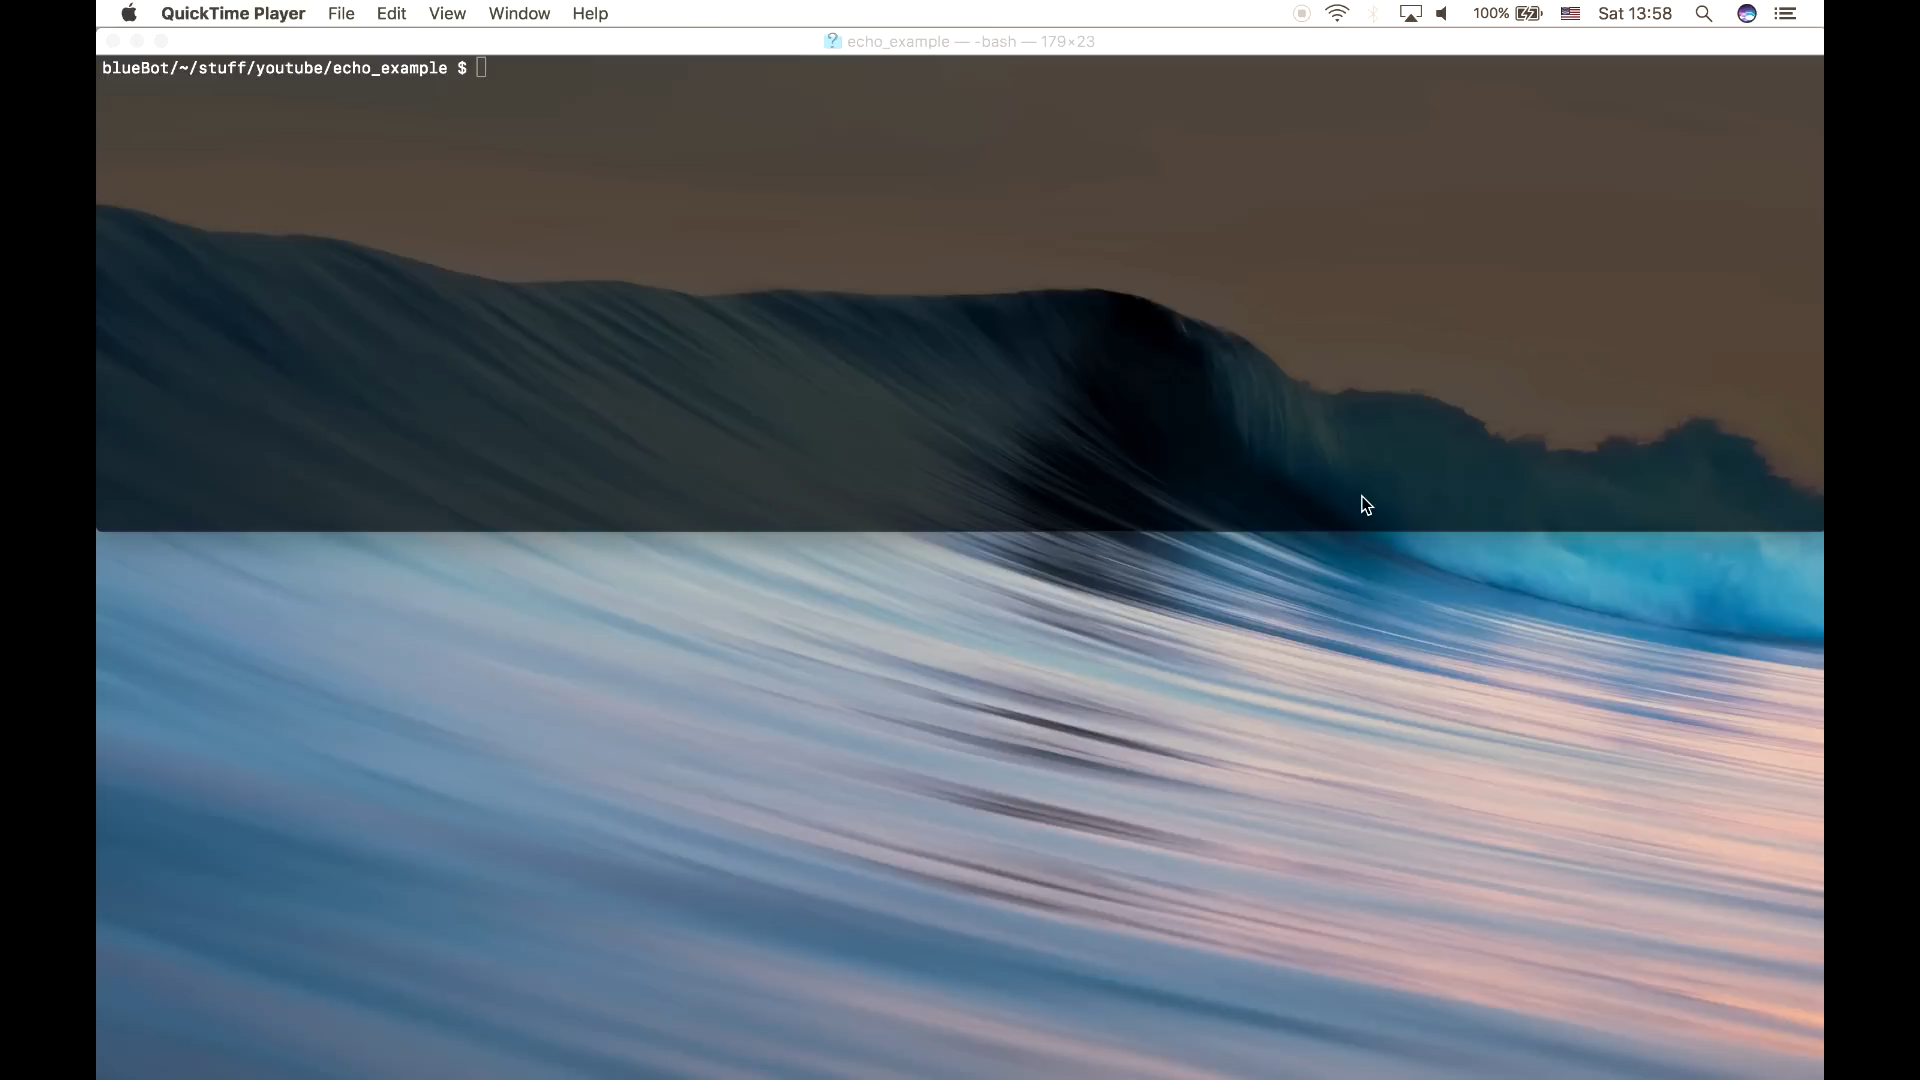 QuickTime Player File Edit View Window Help 100% Sat 13:58
echo_example — -bash — 179×23
blueBot/~/stuff/youtube/echo_example $